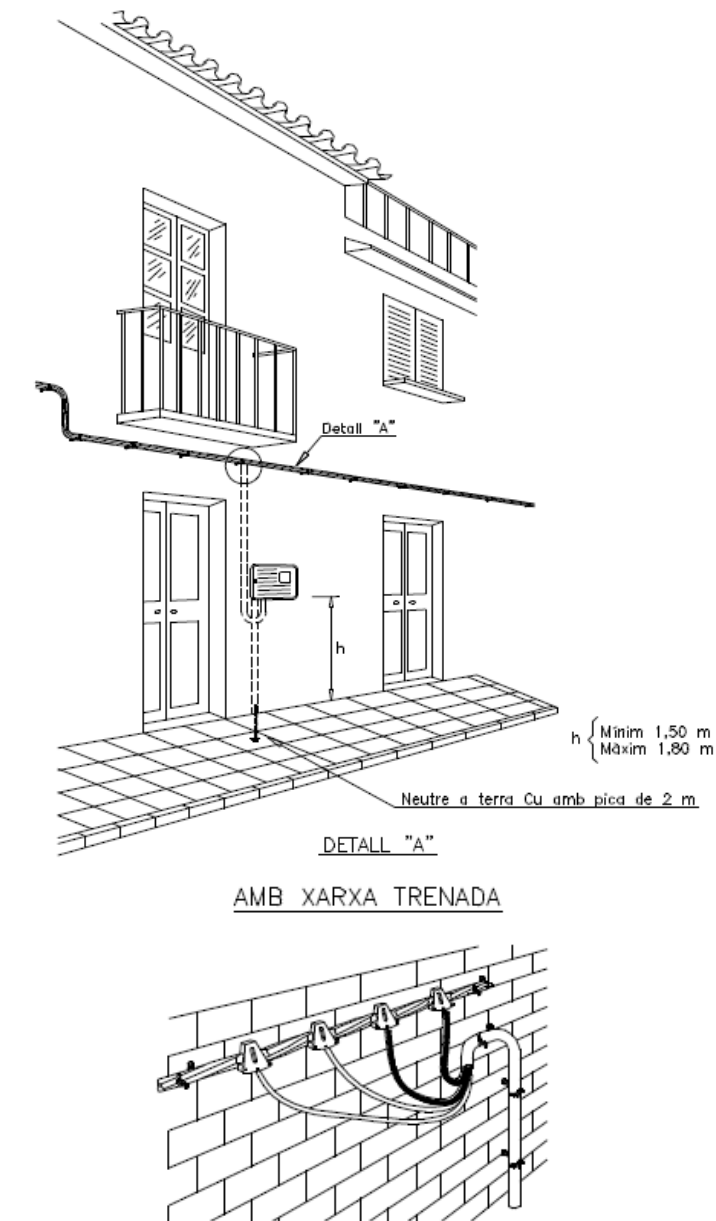 Detall "A"
h
h { Mínim 1,50 m
Màxim 1,80 m
Neutre a terra Cu amb pica de 2 m
DETALL "A"
AMB XARXA TRENADA